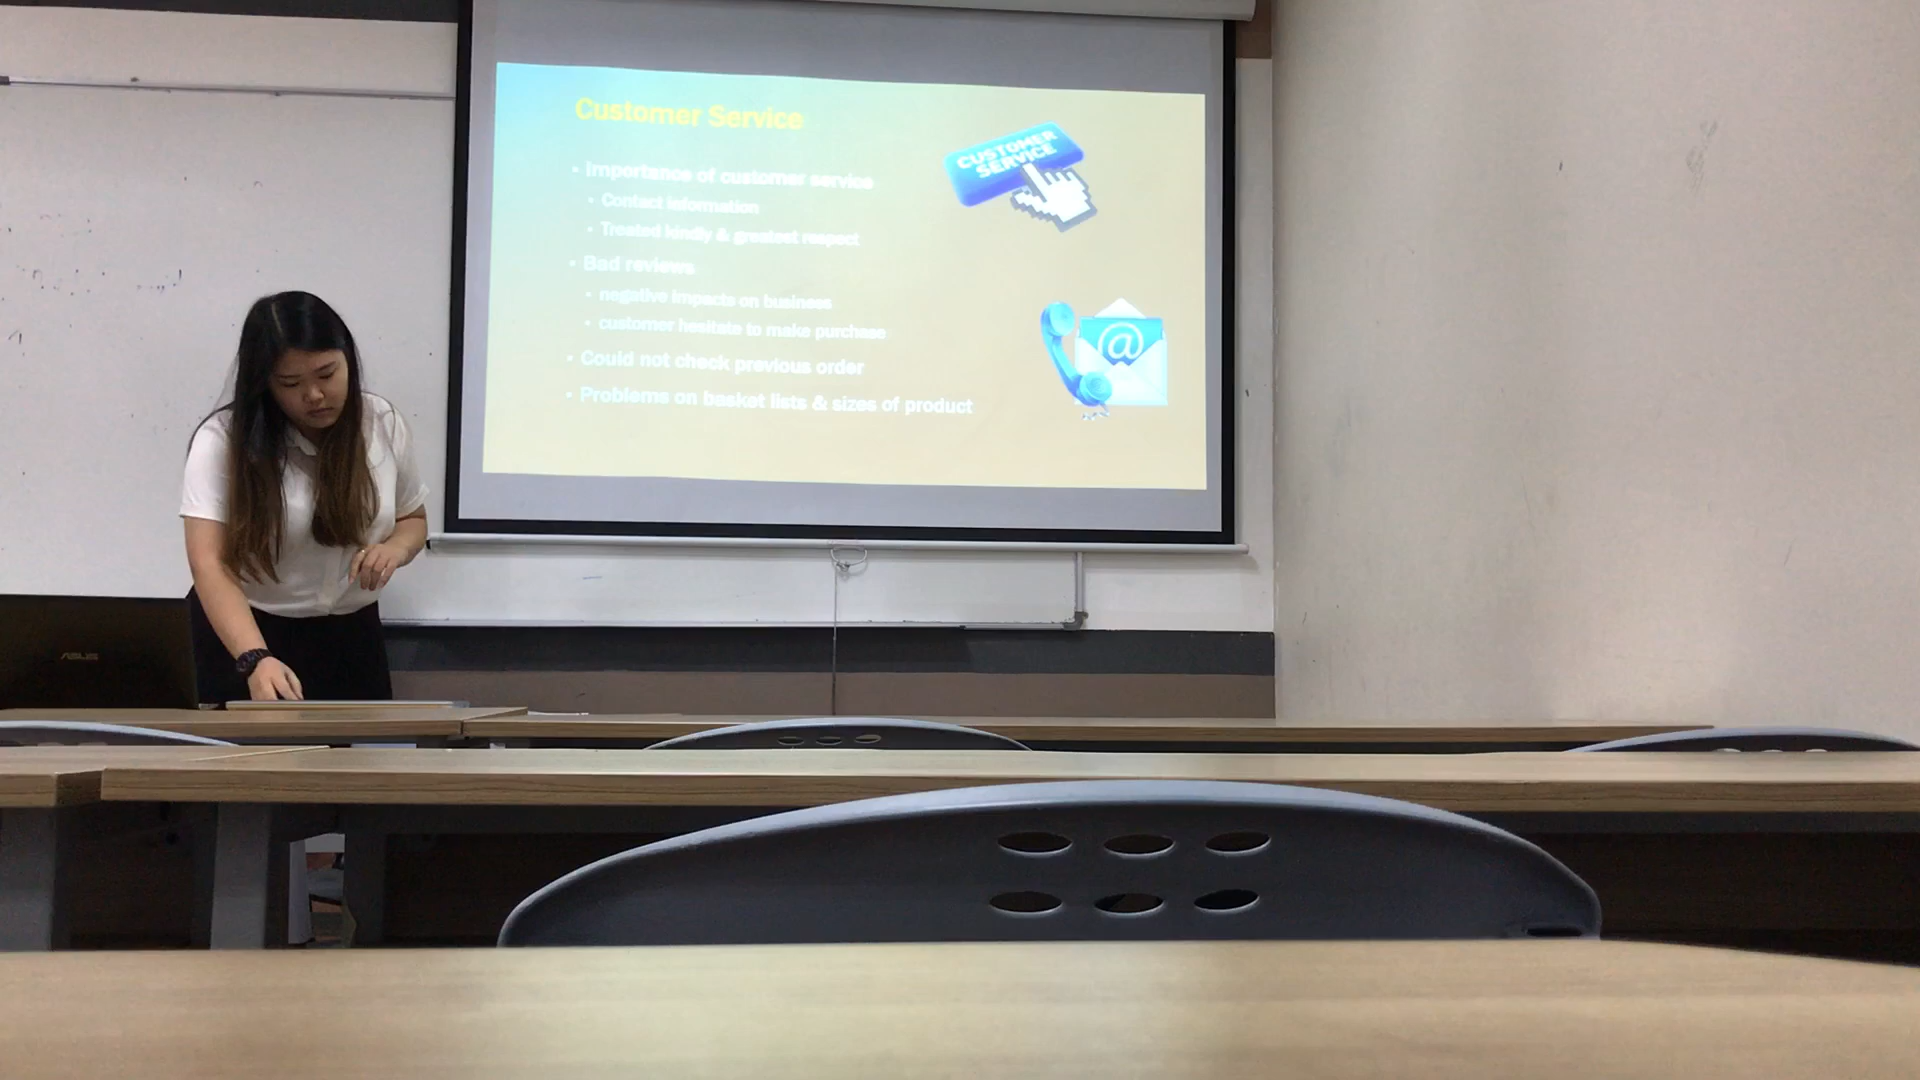 Customer Service
• Importance of customer service
• Contact information
• Treated kindly & greatest respect
• Bad reviews
• negative impacts on business
• customer hesitate to make purchase
• Could not check previous order
• Problems on basket lists & sizes of product
CUSTOMER
SERVICE
@
ASUS